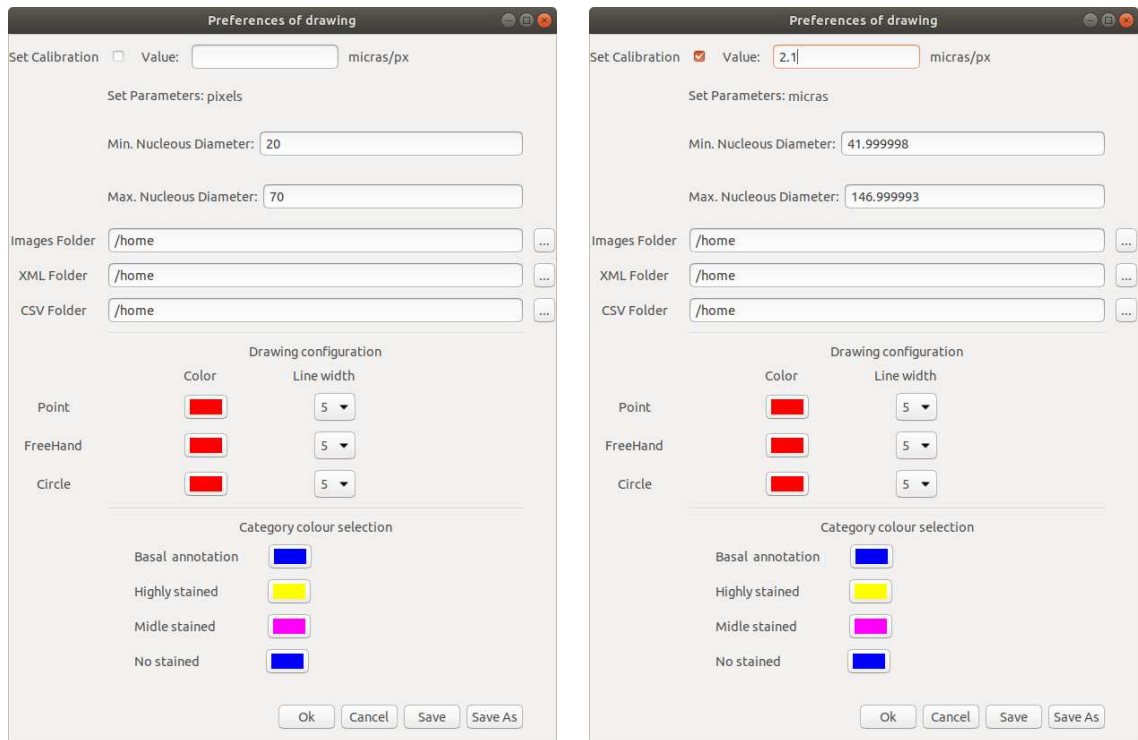 Preferences of drawing
Set Calibration Value: micras/px
Set Parameters: pixels
Min. Nucleous Diameter: 20
Max. Nucleous Diameter: 70
Images Folder /home ...
XML Folder /home ...
CSV Folder /home ...
Drawing configuration
Color Line width
Point 5
FreeHand 5
Circle 5
Category colour selection
Basal annotation
Highly stained
Midle stained
No stained
Ok Cancel Save Save As
Preferences of drawing
Set Calibration Value: 2.1 micras/px
Set Parameters: micras
Min. Nucleous Diameter: 41.999998
Max. Nucleous Diameter: 146.999993
Images Folder /home ...
XML Folder /home ...
CSV Folder /home ...
Drawing configuration
Color Line width
Point 5
FreeHand 5
Circle 5
Category colour selection
Basal annotation
Highly stained
Midle stained
No stained
Ok Cancel Save Save As